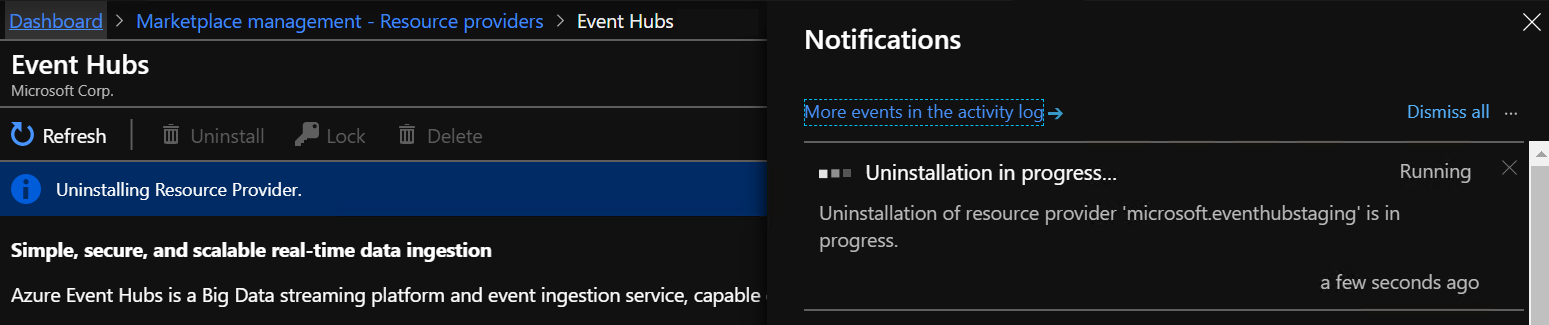 Dashboard > Marketplace management - Resource providers > Event Hubs
Event Hubs
Microsoft Corp.
Refresh Uninstall Lock Delete
Uninstalling Resource Provider.
Simple, secure, and scalable real-time data ingestion
Azure Event Hubs is a Big Data streaming platform and event ingestion service, capable
Notifications
More events in the activity log → Dismiss all ...
Uninstallation in progress... Running
Uninstallation of resource provider 'microsoft.eventhubstaging' is in
progress.
a few seconds ago